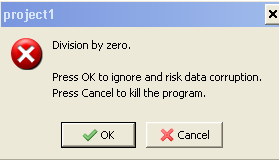 project1
Division by zero.
Press OK to ignore and risk data corruption.
Press Cancel to kill the program.
OK
Cancel